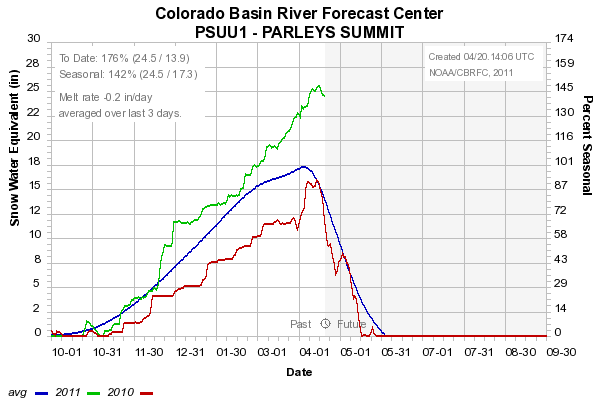 Colorado Basin River Forecast Center
PSUU1 - PARLEYS SUMMIT
To Date: 176% (24.5 / 13.9)
Seasonal: 142% (24.5 / 17.3)
Melt rate -0.2 in/day
averaged over last 3 days.
Created 04/20.14:06 UTC
NOAA/CBRFC, 2011
Snow Water Equivalent (in)
30
28
25
22
20
18
15
12
10
8
5
2
0
Percent Seasonal
174
159
145
130
116
101
87
72
58
43
29
14
0
Past Future
10-01 10-31 11-30 12-31 01-30 03-01 04-01 05-01 05-31 07-01 07-31 08-30 09-30
Date
avg 2011 2010